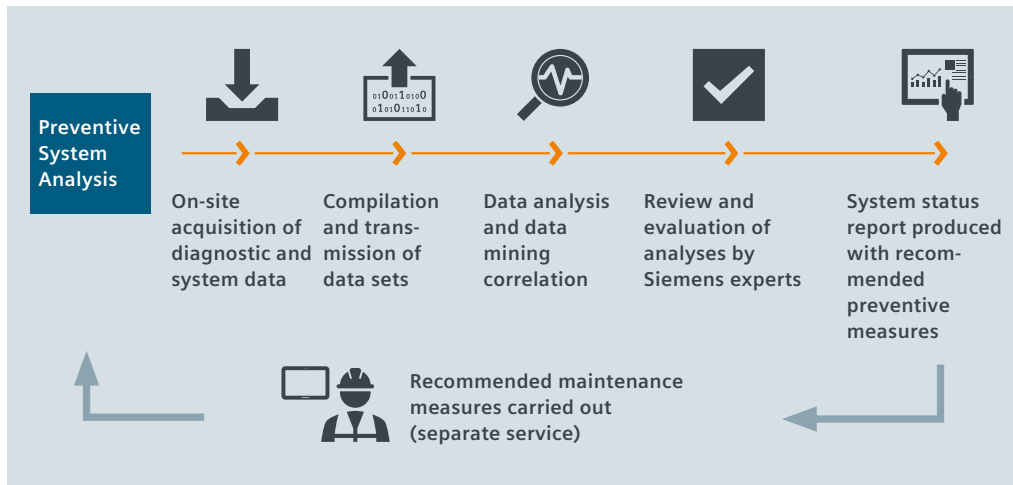 Preventive
System
Analysis
0100110100
0101011010
On-site
acquisition of
diagnostic and
system data
Compilation
and trans-
mission of
data sets
Data analysis
and data
mining
correlation
Review and
evaluation of
analyses by
Siemens experts
System status
report produced
with recom-
mended
preventive
measures
Recommended maintenance
measures carried out
(separate service)